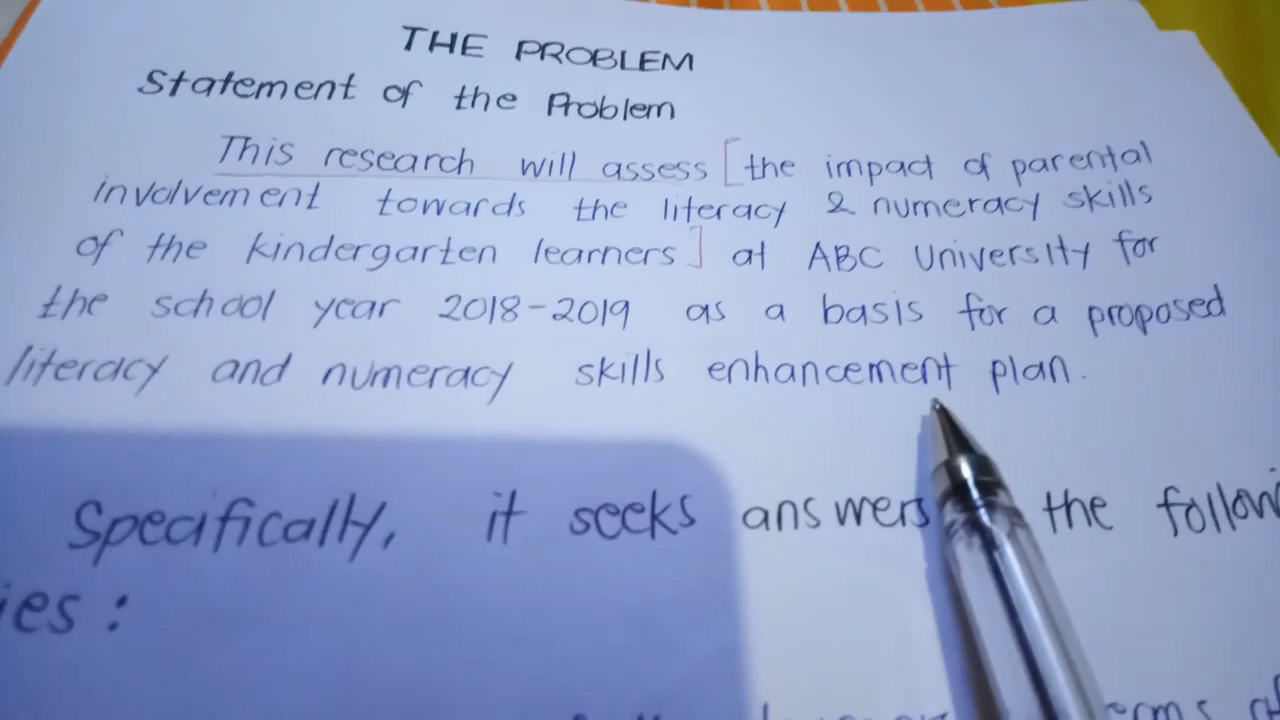 THE PROBLEM
Statement of the Problem
This research will assess [the impact of parental
involvement towards the literacy & numeracy skills
of the kindergarten learners] at ABC University for
the school year 2018-2019 as a basis for a proposed
literacy and numeracy skills enhancement plan.
Specifically, it seeks answers the
ies: